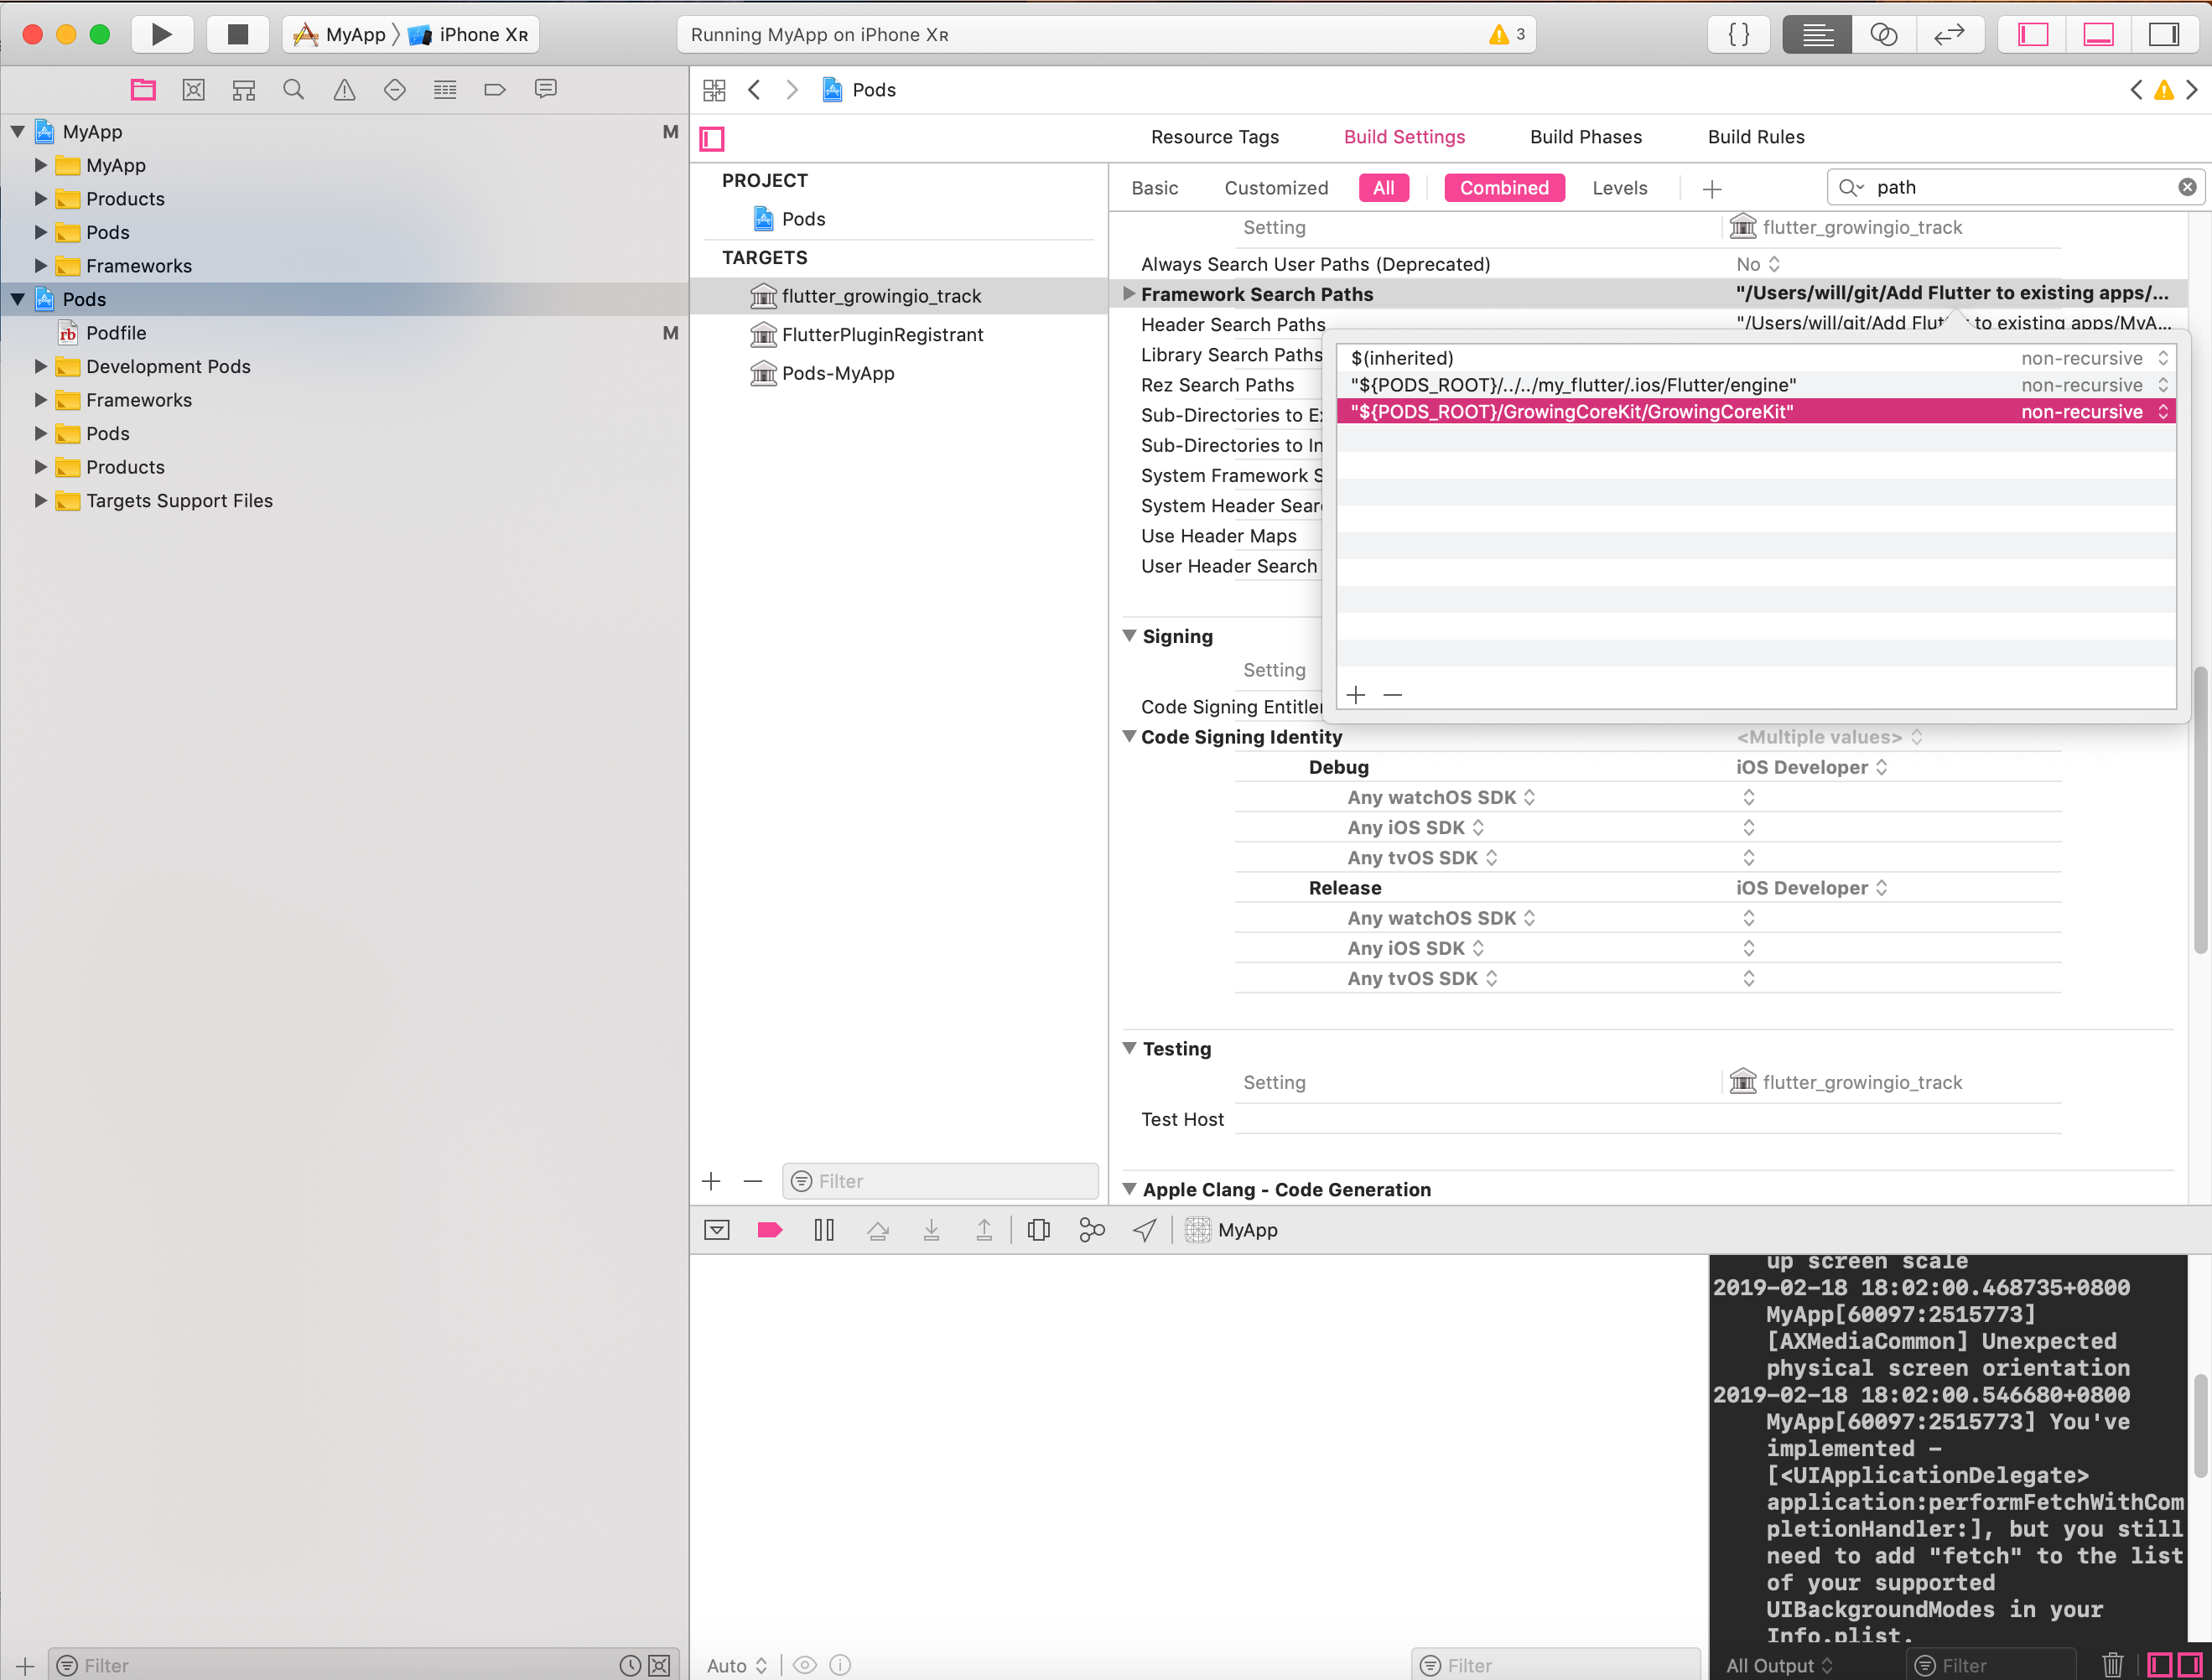 MyApp
iPhone Xʀ
Running MyApp on iPhone Xʀ
3
{ }
Pods
MyApp
M
MyApp
Products
Pods
Frameworks
Pods
Podfile
M
Development Pods
Frameworks
Pods
Products
Targets Support Files
Filter
Resource Tags
Build Settings
Build Phases
Build Rules
PROJECT
Pods
TARGETS
flutter_growingio_track
FlutterPluginRegistrant
Pods-MyApp
Filter
Basic
Customized
All
Combined
Levels
path
Setting
flutter_growingio_track
Always Search User Paths (Deprecated)
No
Framework Search Paths
"/Users/will/git/Add Flutter to existing apps/...
Header Search Paths
"/Users/will/git/Add Flutter to existing apps/MyA...
Library Search Paths
Rez Search Paths
Sub-Directories to E
Sub-Directories to In
System Framework S
System Header Sear
Use Header Maps
User Header Search
$(inherited)
non-recursive
"${PODS_ROOT}/../../my_flutter/.ios/Flutter/engine"
non-recursive
"${PODS_ROOT}/GrowingCoreKit/GrowingCoreKit"
non-recursive
Signing
Setting
Code Signing Entitle
Code Signing Identity
<Multiple values>
Debug
iOS Developer
Any watchOS SDK
Any iOS SDK
Any tvOS SDK
Release
iOS Developer
Any watchOS SDK
Any iOS SDK
Any tvOS SDK
Testing
Setting
flutter_growingio_track
Test Host
Apple Clang - Code Generation
MyApp
up screen scale
2019-02-18 18:02:00.468735+0800
MyApp[60097:2515773]
[AXMediaCommon] Unexpected
physical screen orientation
2019-02-18 18:02:00.546680+0800
MyApp[60097:2515773] You've
implemented -
[<UIApplicationDelegate>
application:performFetchWithCom
pletionHandler:], but you still
need to add "fetch" to the list
of your supported
UIBackgroundModes in your
Info.plist.
Auto
Filter
All Output
Filter